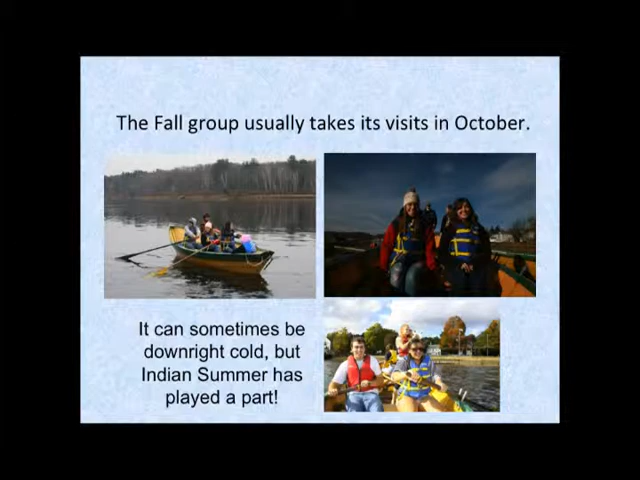 The Fall group usually takes its visits in October.
It can sometimes be
downright cold, but
Indian Summer has
played a part!